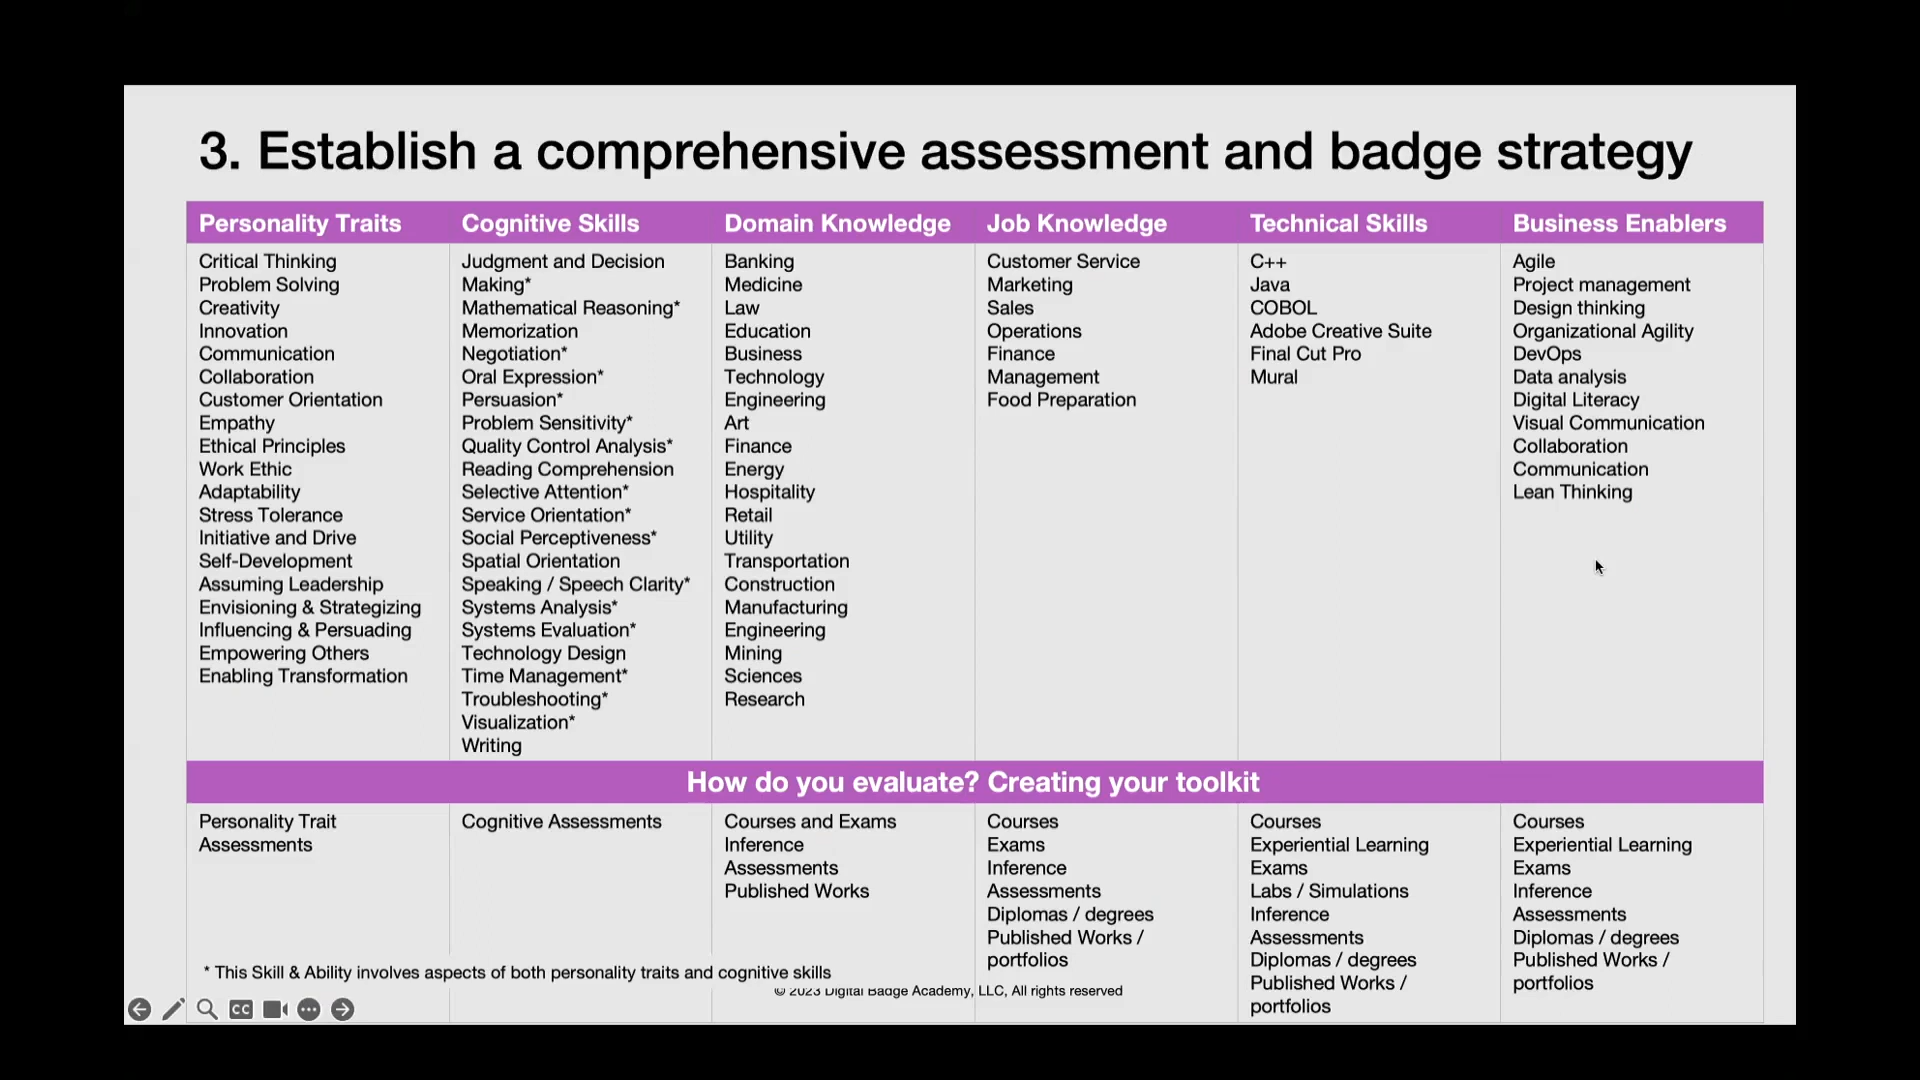 3. Establish a comprehensive assessment and badge strategy
Personality Traits
Critical Thinking
Problem Solving
Creativity
Innovation
Communication
Collaboration
Customer Orientation
Empathy
Ethical Principles
Work Ethic
Adaptability
Stress Tolerance
Initiative and Drive
Self-Development
Assuming Leadership
Envisioning & Strategizing
Influencing & Persuading
Empowering Others
Enabling Transformation
Cognitive Skills
Judgment and Decision
Making*
Mathematical Reasoning*
Memorization
Negotiation*
Oral Expression*
Persuasion*
Problem Sensitivity*
Quality Control Analysis*
Reading Comprehension
Selective Attention*
Service Orientation*
Social Perceptiveness*
Spatial Orientation
Speaking / Speech Clarity*
Systems Analysis*
Systems Evaluation*
Technology Design
Time Management*
Troubleshooting*
Visualization*
Writing
Domain Knowledge
Banking
Medicine
Law
Education
Business
Technology
Engineering
Art
Finance
Energy
Hospitality
Retail
Utility
Transportation
Construction
Manufacturing
Engineering
Mining
Sciences
Research
Job Knowledge
Customer Service
Marketing
Sales
Operations
Finance
Management
Food Preparation
Technical Skills
C++
Java
COBOL
Adobe Creative Suite
Final Cut Pro
Mural
Business Enablers
Agile
Project management
Design thinking
Organizational Agility
DevOps
Data analysis
Digital Literacy
Visual Communication
Collaboration
Communication
Lean Thinking
How do you evaluate? Creating your toolkit
Personality Trait
Assessments
Cognitive Assessments
Courses and Exams
Inference
Assessments
Published Works
Courses
Exams
Inference
Assessments
Diplomas / degrees
Published Works /
portfolios
Courses
Experiential Learning
Exams
Labs / Simulations
Inference
Assessments
Diplomas / degrees
Published Works /
portfolios
Courses
Experiential Learning
Exams
Inference
Assessments
Diplomas / degrees
Published Works /
portfolios
* This Skill & Ability involves aspects of both personality traits and cognitive skills
© 2023 Digital Badge Academy, LLC, All rights reserved
CC